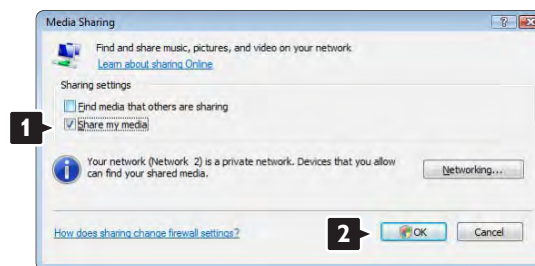 Media Sharing
Find and share music, pictures, and video on your network
Learn about sharing Online
Sharing settings
Find media that others are sharing
1
Share my media
Your network (Network 2) is a private network. Devices that you allow
can find your shared media.
Networking...
How does sharing change firewall settings?
2
OK
Cancel